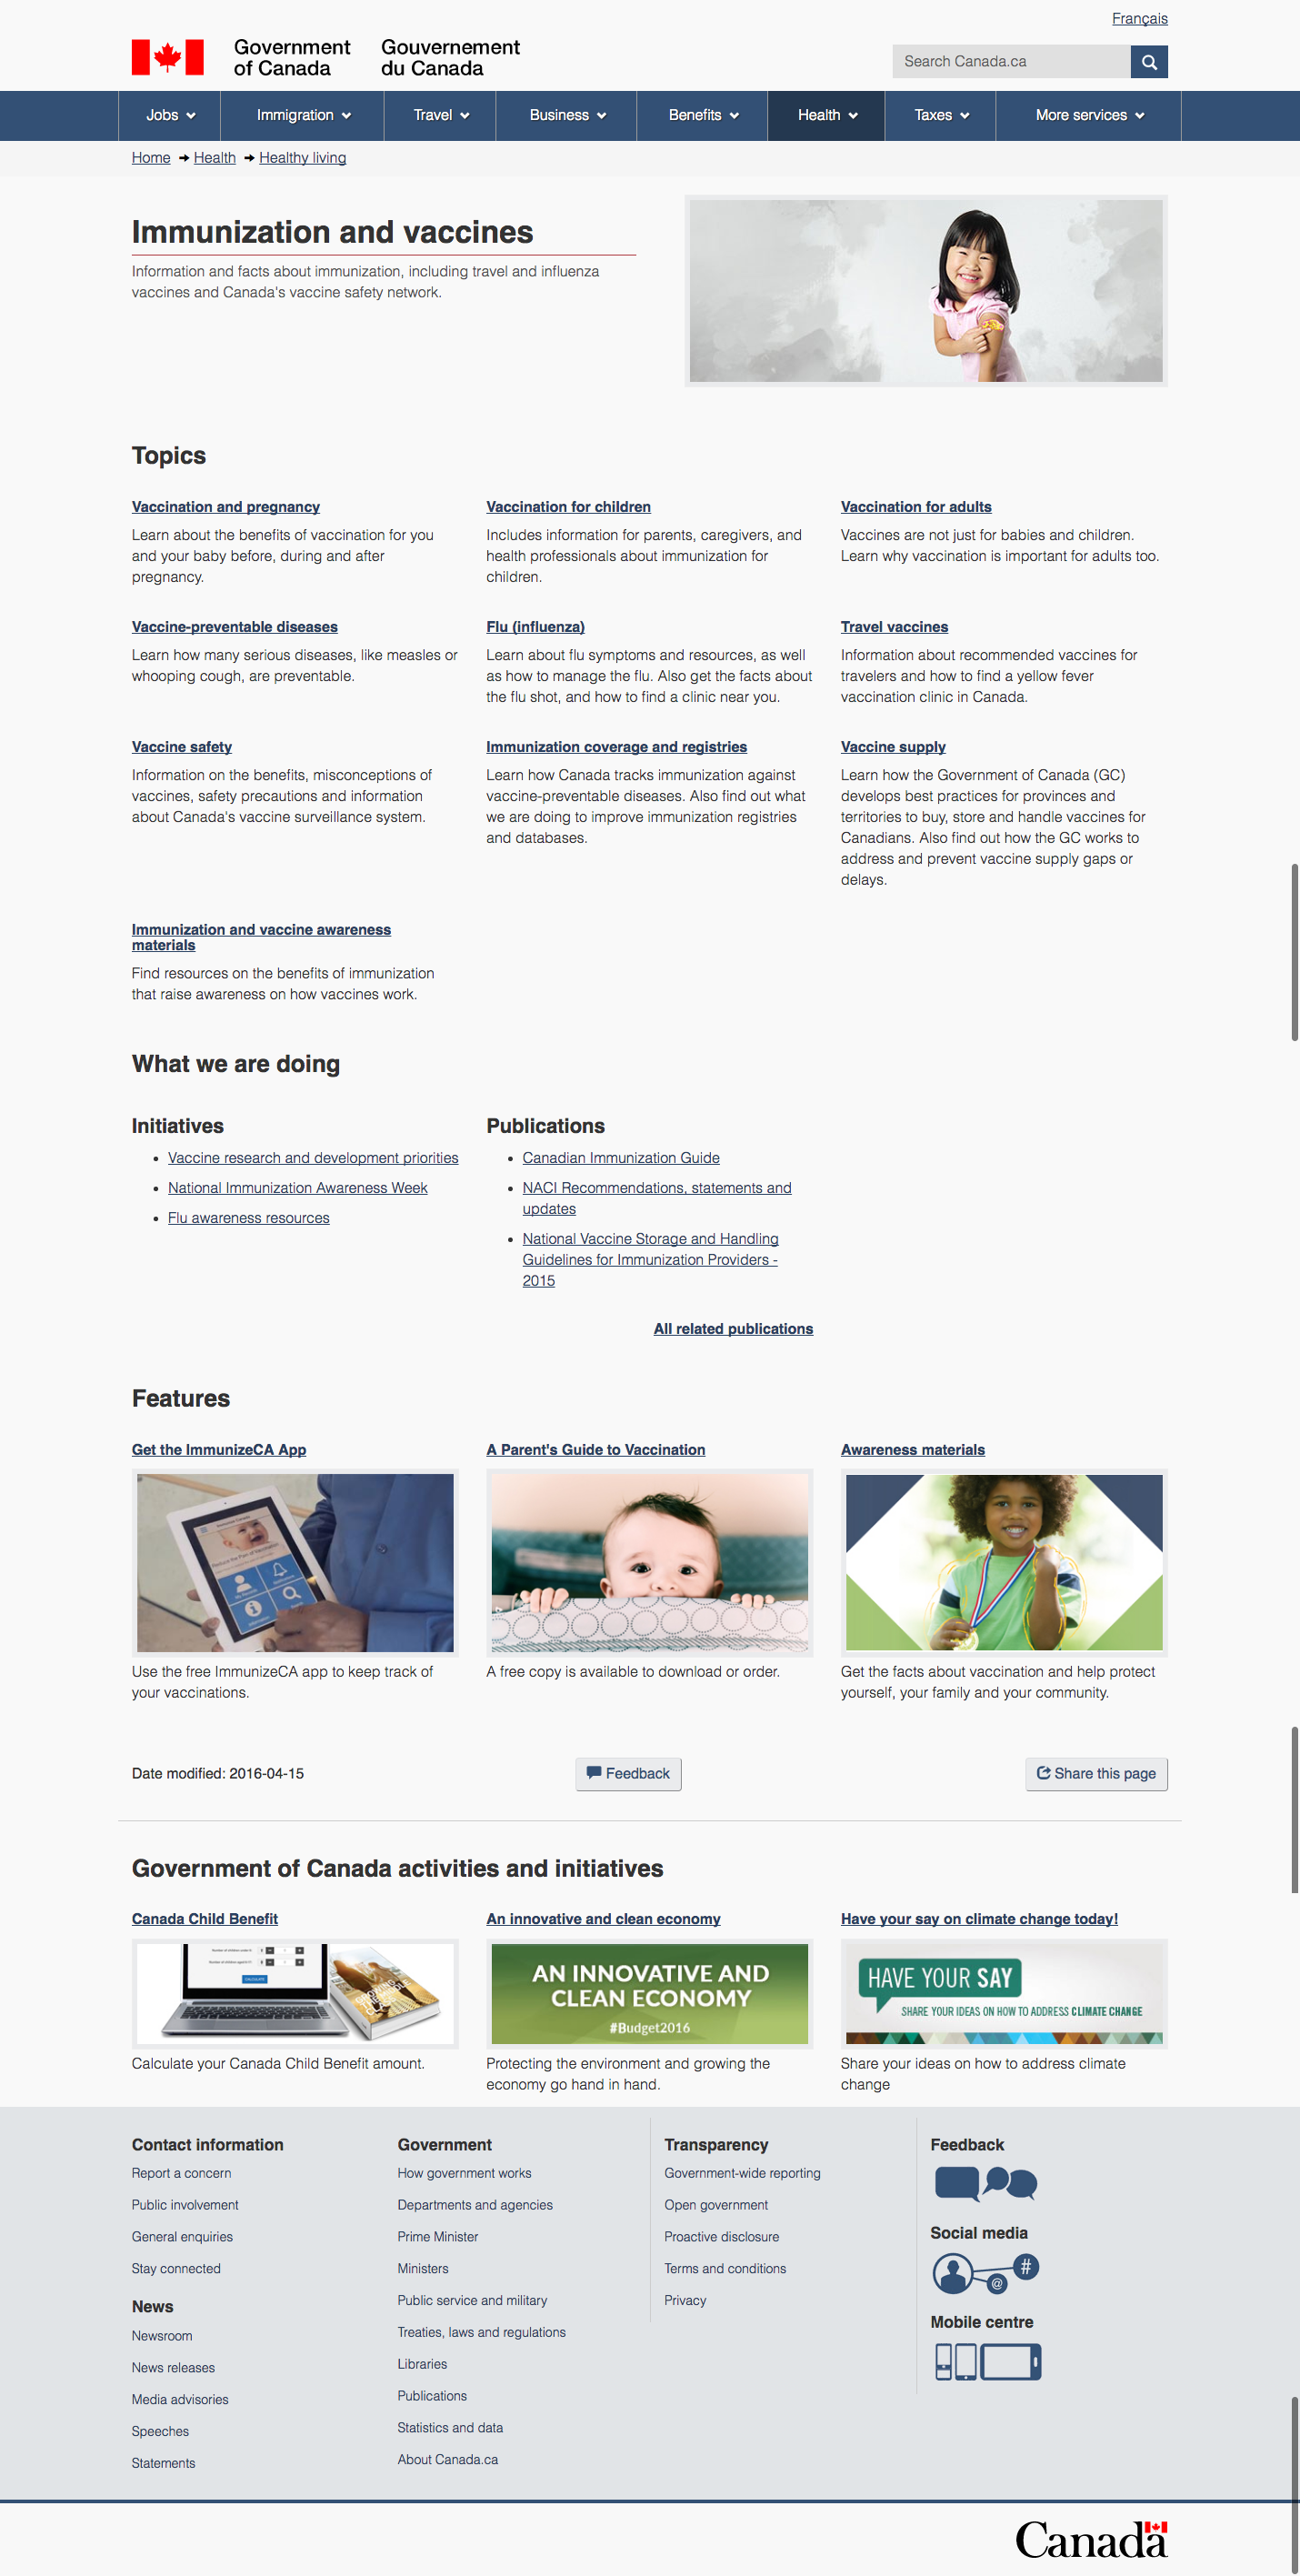 Français
Government
of Canada
Gouvernement
du Canada
Search Canada.ca
Jobs
Immigration
Travel
Business
Benefits
Health
Taxes
More services
Home
Health
Healthy living
Immunization and vaccines
Information and facts about immunization, including travel and influenza
vaccines and Canada's vaccine safety network.
Topics
Vaccination and pregnancy
Learn about the benefits of vaccination for you
and your baby before, during and after
pregnancy.
Vaccination for children
Includes information for parents, caregivers, and
health professionals about immunization for
children.
Vaccination for adults
Vaccines are not just for babies and children.
Learn why vaccination is important for adults too.
Vaccine-preventable diseases
Learn how many serious diseases, like measles or
whooping cough, are preventable.
Flu (influenza)
Learn about flu symptoms and resources, as well
as how to manage the flu. Also get the facts about
the flu shot, and how to find a clinic near you.
Travel vaccines
Information about recommended vaccines for
travelers and how to find a yellow fever
vaccination clinic in Canada.
Vaccine safety
Information on the benefits, misconceptions of
vaccines, safety precautions and information
about Canada's vaccine surveillance system.
Immunization coverage and registries
Learn how Canada tracks immunization against
vaccine-preventable diseases. Also find out what
we are doing to improve immunization registries
and databases.
Vaccine supply
Learn how the Government of Canada (GC)
develops best practices for provinces and
territories to buy, store and handle vaccines for
Canadians. Also find out how the GC works to
address and prevent vaccine supply gaps or
delays.
Immunization and vaccine awareness
materials
Find resources on the benefits of immunization
that raise awareness on how vaccines work.
What we are doing
Initiatives
Vaccine research and development priorities
National Immunization Awareness Week
Flu awareness resources
Publications
Canadian Immunization Guide
NACI Recommendations, statements and
updates
National Vaccine Storage and Handling
Guidelines for Immunization Providers -
2015
All related publications
Features
Get the ImmunizeCA App
Use the free ImmunizeCA app to keep track of
your vaccinations.
A Parent's Guide to Vaccination
A free copy is available to download or order.
Awareness materials
Get the facts about vaccination and help protect
yourself, your family and your community.
Date modified: 2016-04-15
Feedback
Share this page
Government of Canada activities and initiatives
Canada Child Benefit
CALCULATE
Calculate your Canada Child Benefit amount.
An innovative and clean economy
AN INNOVATIVE AND
CLEAN ECONOMY
#Budget2016
Protecting the environment and growing the
economy go hand in hand.
Have your say on climate change today!
HAVE YOUR SAY
SHARE YOUR IDEAS ON HOW TO ADDRESS CLIMATE CHANGE
Share your ideas on how to address climate
change
Contact information
Report a concern
Public involvement
General enquiries
Stay connected
News
Newsroom
News releases
Media advisories
Speeches
Statements
Government
How government works
Departments and agencies
Prime Minister
Ministers
Public service and military
Treaties, laws and regulations
Libraries
Publications
Statistics and data
About Canada.ca
Transparency
Government-wide reporting
Open government
Proactive disclosure
Terms and conditions
Privacy
Feedback
Social media
#
@
Mobile centre
Canada